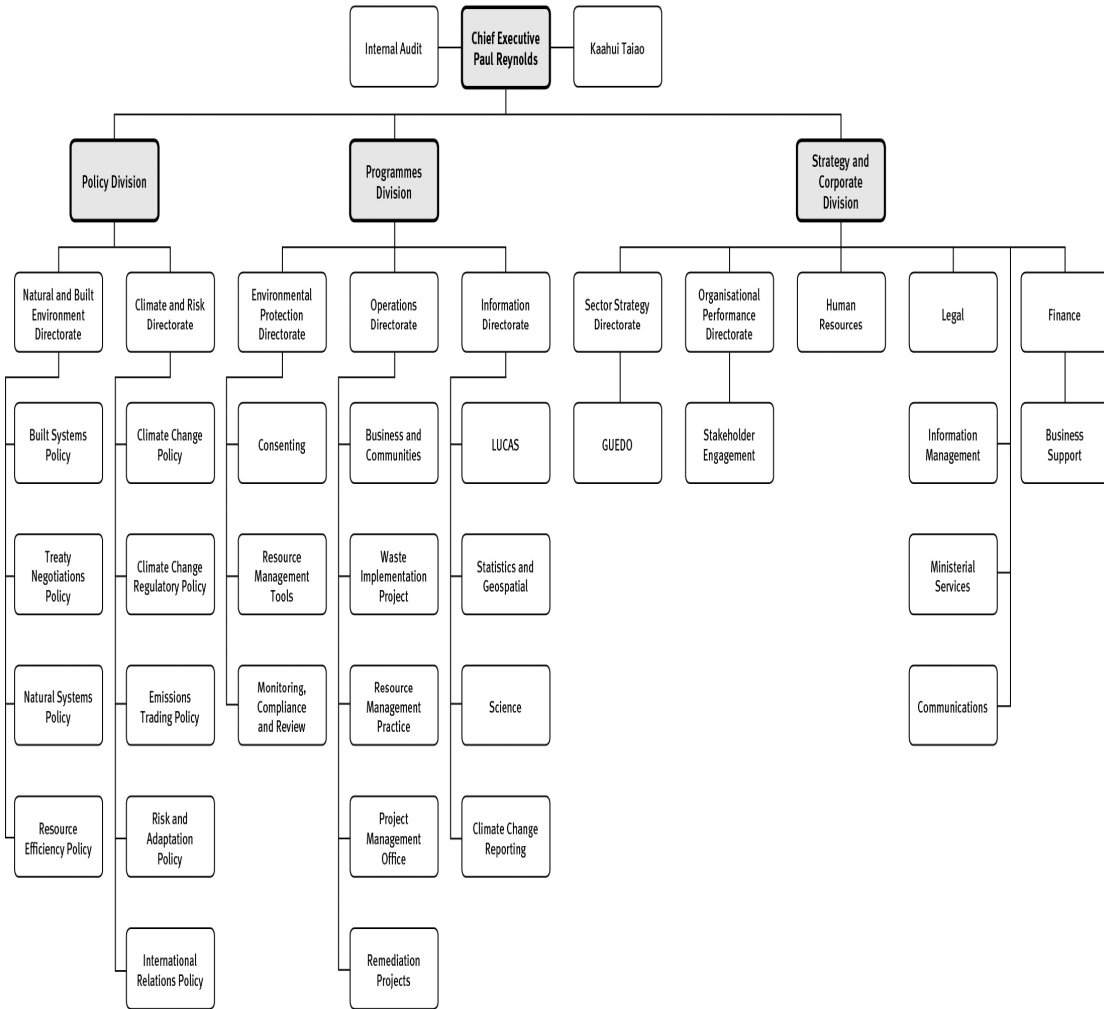 Internal Audit
Chief Executive
Paul Reynolds
Kaahui Taiao
Policy Division
Programmes
Division
Strategy and
Corporate
Division
Natural and Built
Environment
Directorate
Climate and Risk
Directorate
Environmental
Protection
Directorate
Operations
Directorate
Information
Directorate
Sector Strategy
Directorate
Organisational
Performance
Directorate
Human
Resources
Legal
Finance
Built Systems
Policy
Climate Change
Policy
Consenting
Business and
Communities
LUCAS
GUEDO
Stakeholder
Engagement
Information
Management
Business
Support
Treaty
Negotiations
Policy
Climate Change
Regulatory Policy
Resource
Management
Tools
Waste
Implementation
Project
Statistics and
Geospatial
Ministerial
Services
Natural Systems
Policy
Emissions
Trading Policy
Monitoring,
Compliance
and Review
Resource
Management
Practice
Science
Communications
Resource
Efficiency Policy
Risk and
Adaptation
Policy
Project
Management
Office
Climate Change
Reporting
International
Relations Policy
Remediation
Projects